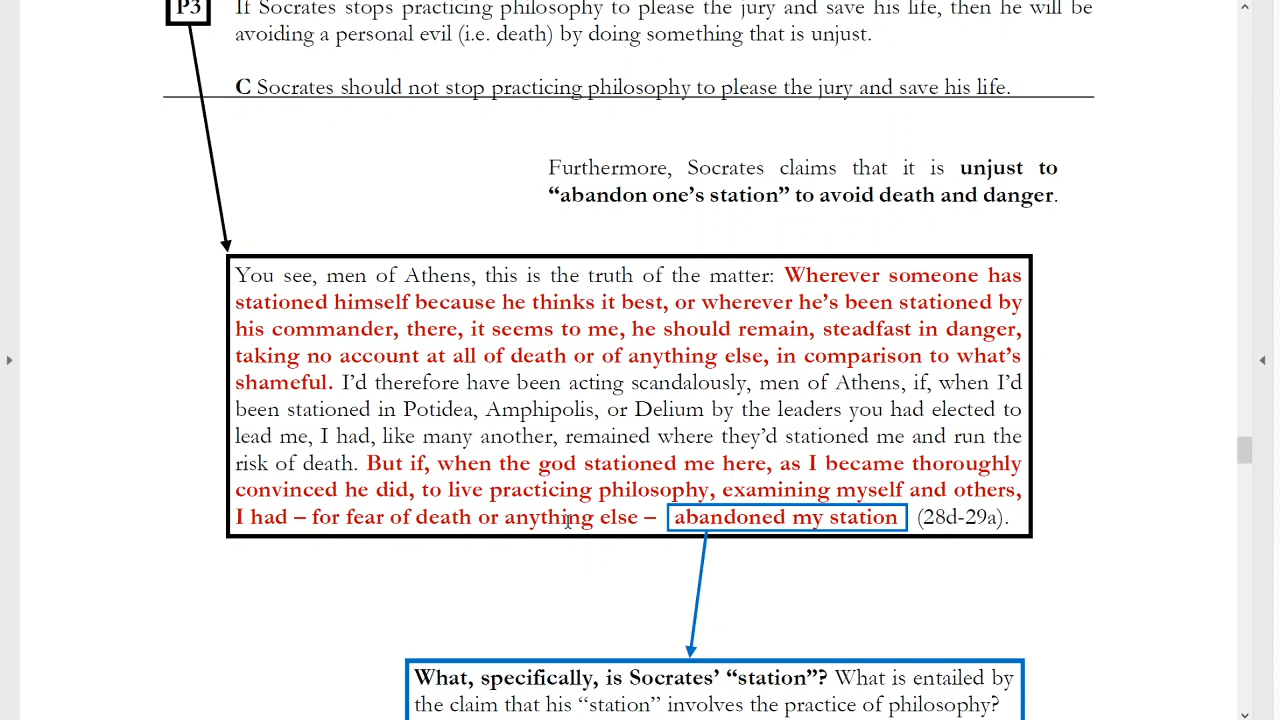 P3
If Socrates stops practicing philosophy to please the jury and save his life, then he will be
avoiding a personal evil (i.e. death) by doing something that is unjust.
C Socrates should not stop practicing philosophy to please the jury and save his life.
Furthermore, Socrates claims that it is unjust to
“abandon one’s station” to avoid death and danger.
You see, men of Athens, this is the truth of the matter: Wherever someone has
stationed himself because he thinks it best, or wherever he’s been stationed by
his commander, there, it seems to me, he should remain, steadfast in danger,
taking no account at all of death or of anything else, in comparison to what’s
shameful. I’d therefore have been acting scandalously, men of Athens, if, when I’d
been stationed in Potidea, Amphipolis, or Delium by the leaders you had elected to
lead me, I had, like many another, remained where they’d stationed me and run the
risk of death. But if, when the god stationed me here, as I became thoroughly
convinced he did, to live practicing philosophy, examining myself and others,
I had – for fear of death or anything else – abandoned my station (28d-29a).
What, specifically, is Socrates’ “station”? What is entailed by
the claim that his “station” involves the practice of philosophy?